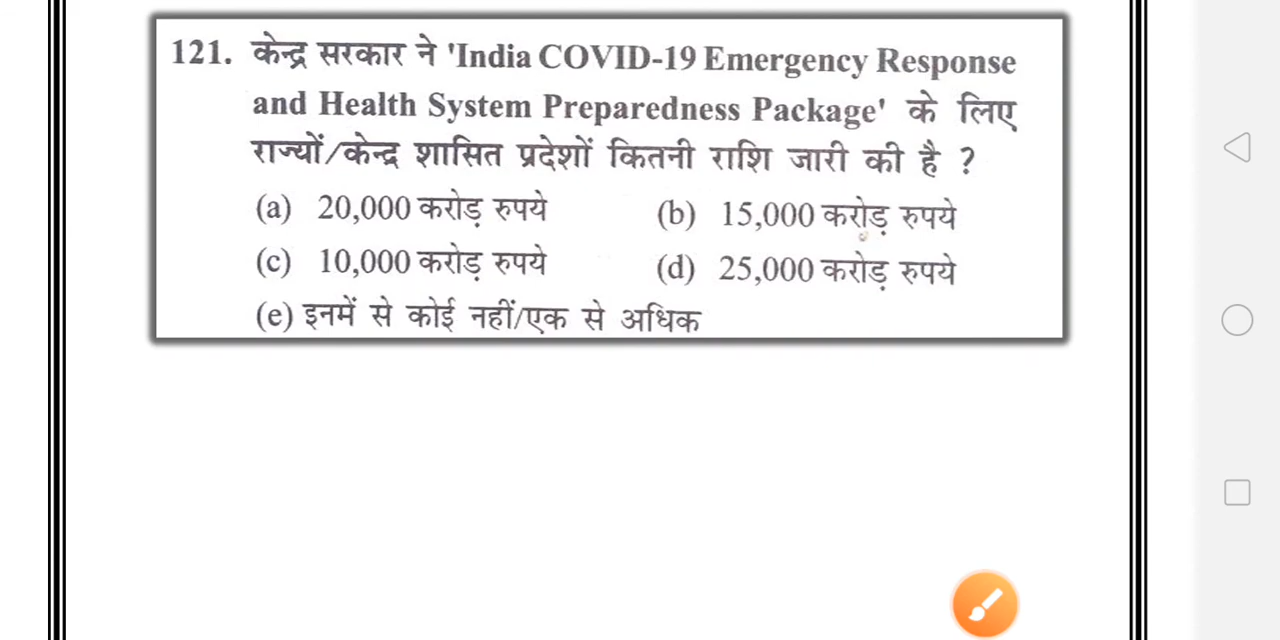 121. केन्द्र सरकार ने 'India COVID-19 Emergency Response
and Health System Preparedness Package' के लिए
राज्यों/केन्द्र शासित प्रदेशों कितनी राशि जारी की है ?
(a) 20,000 करोड़ रुपये (b) 15,000 करोड़ रुपये
(c) 10,000 करोड़ रुपये (d) 25,000 करोड़ रुपये
(e) इनमें से कोई नहीं/एक से अधिक